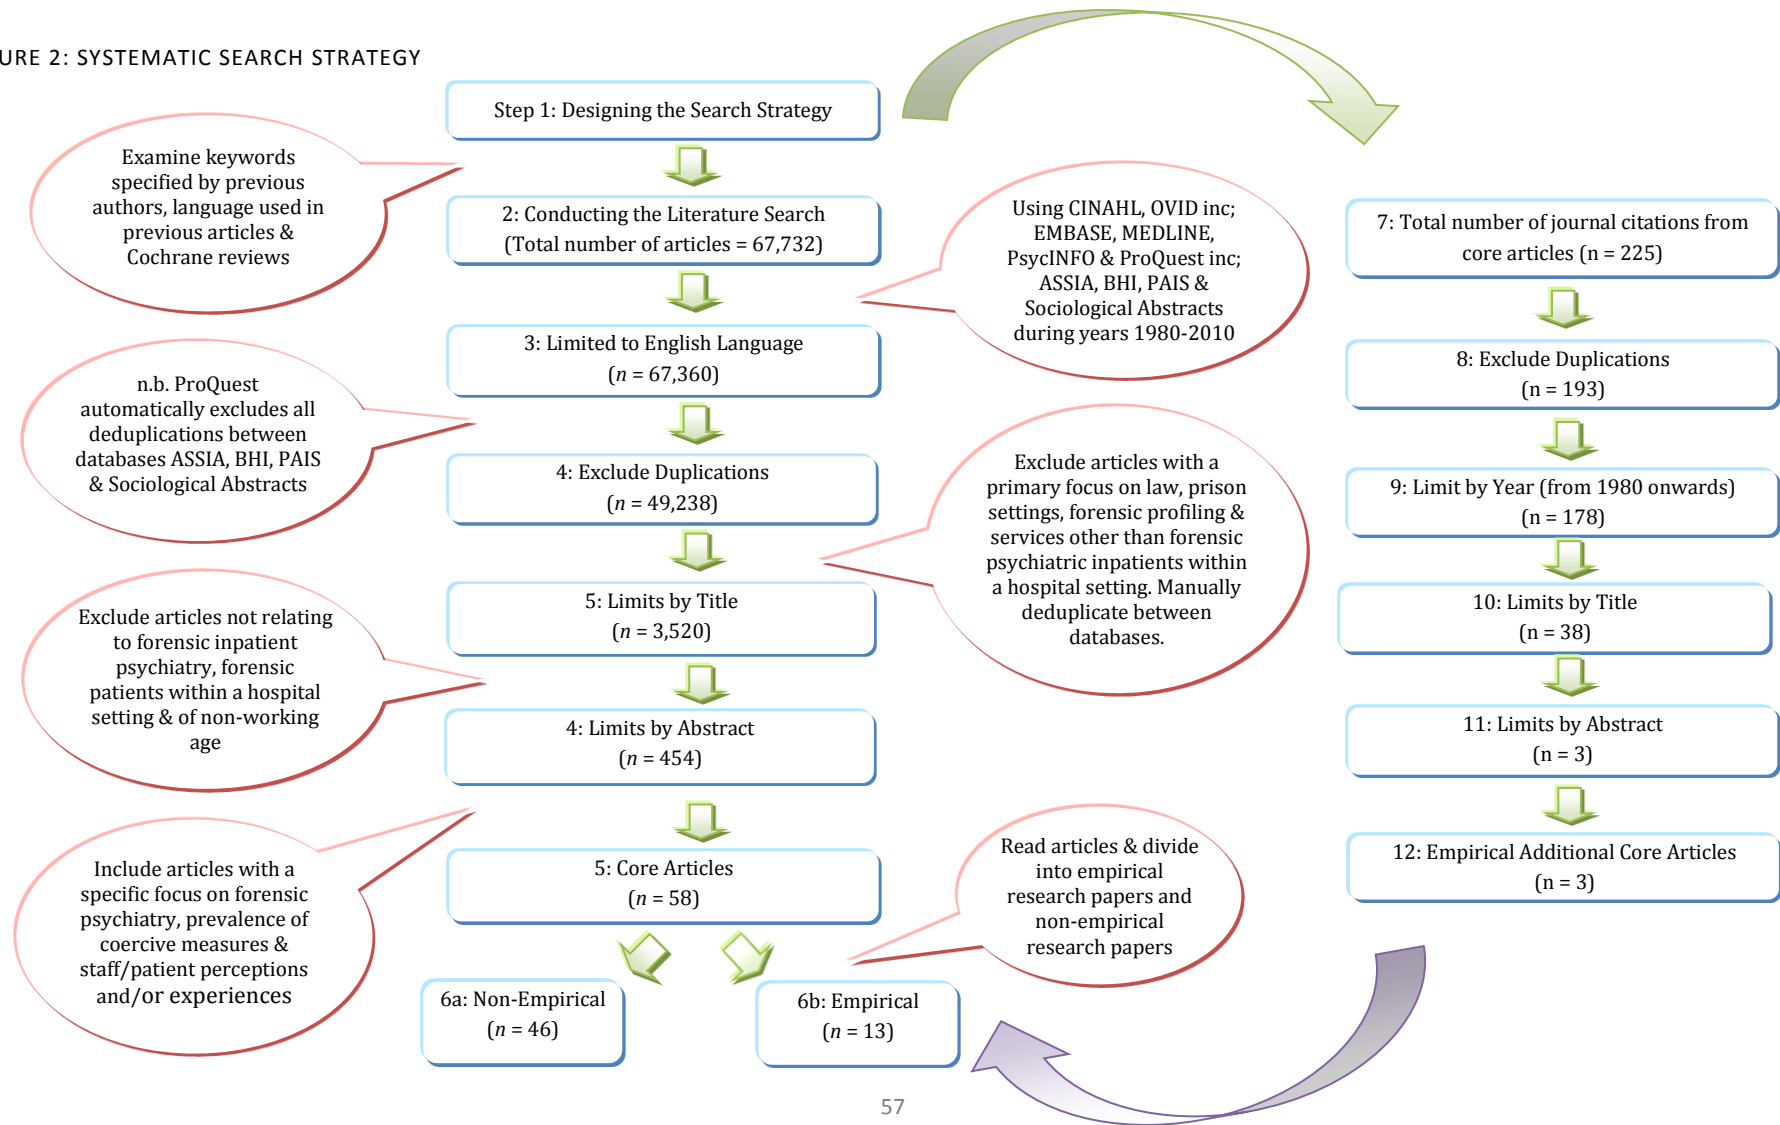 URE 2: SYSTEMATIC SEARCH STRATEGY
Step 1: Designing the Search Strategy
Examine keywords
specified by previous
authors, language used in
previous articles &
Cochrane reviews
2: Conducting the Literature Search
(Total number of articles = 67,732)
Using CINAHL, OVID inc;
EMBASE, MEDLINE,
PsycINFO & ProQuest inc;
ASSIA, BHI, PAIS &
Sociological Abstracts
during years 1980-2010
3: Limited to English Language
(n = 67,360)
n.b. ProQuest
automatically excludes all
deduplications between
databases ASSIA, BHI, PAIS
& Sociological Abstracts
4: Exclude Duplications
(n = 49,238)
Exclude articles with a
primary focus on law, prison
settings, forensic profiling &
services other than forensic
psychiatric inpatients within
a hospital setting. Manually
deduplicate between
databases.
5: Limits by Title
(n = 3,520)
Exclude articles not relating
to forensic inpatient
psychiatry, forensic
patients within a hospital
setting & of non-working
age
4: Limits by Abstract
(n = 454)
Include articles with a
specific focus on forensic
psychiatry, prevalence of
coercive measures &
staff/patient perceptions
and/or experiences
5: Core Articles
(n = 58)
Read articles & divide
into empirical
research papers and
non-empirical
research papers
6a: Non-Empirical
(n = 46)
6b: Empirical
(n = 13)
7: Total number of journal citations from
core articles (n = 225)
8: Exclude Duplications
(n = 193)
9: Limit by Year (from 1980 onwards)
(n = 178)
10: Limits by Title
(n = 38)
11: Limits by Abstract
(n = 3)
12: Empirical Additional Core Articles
(n = 3)
57